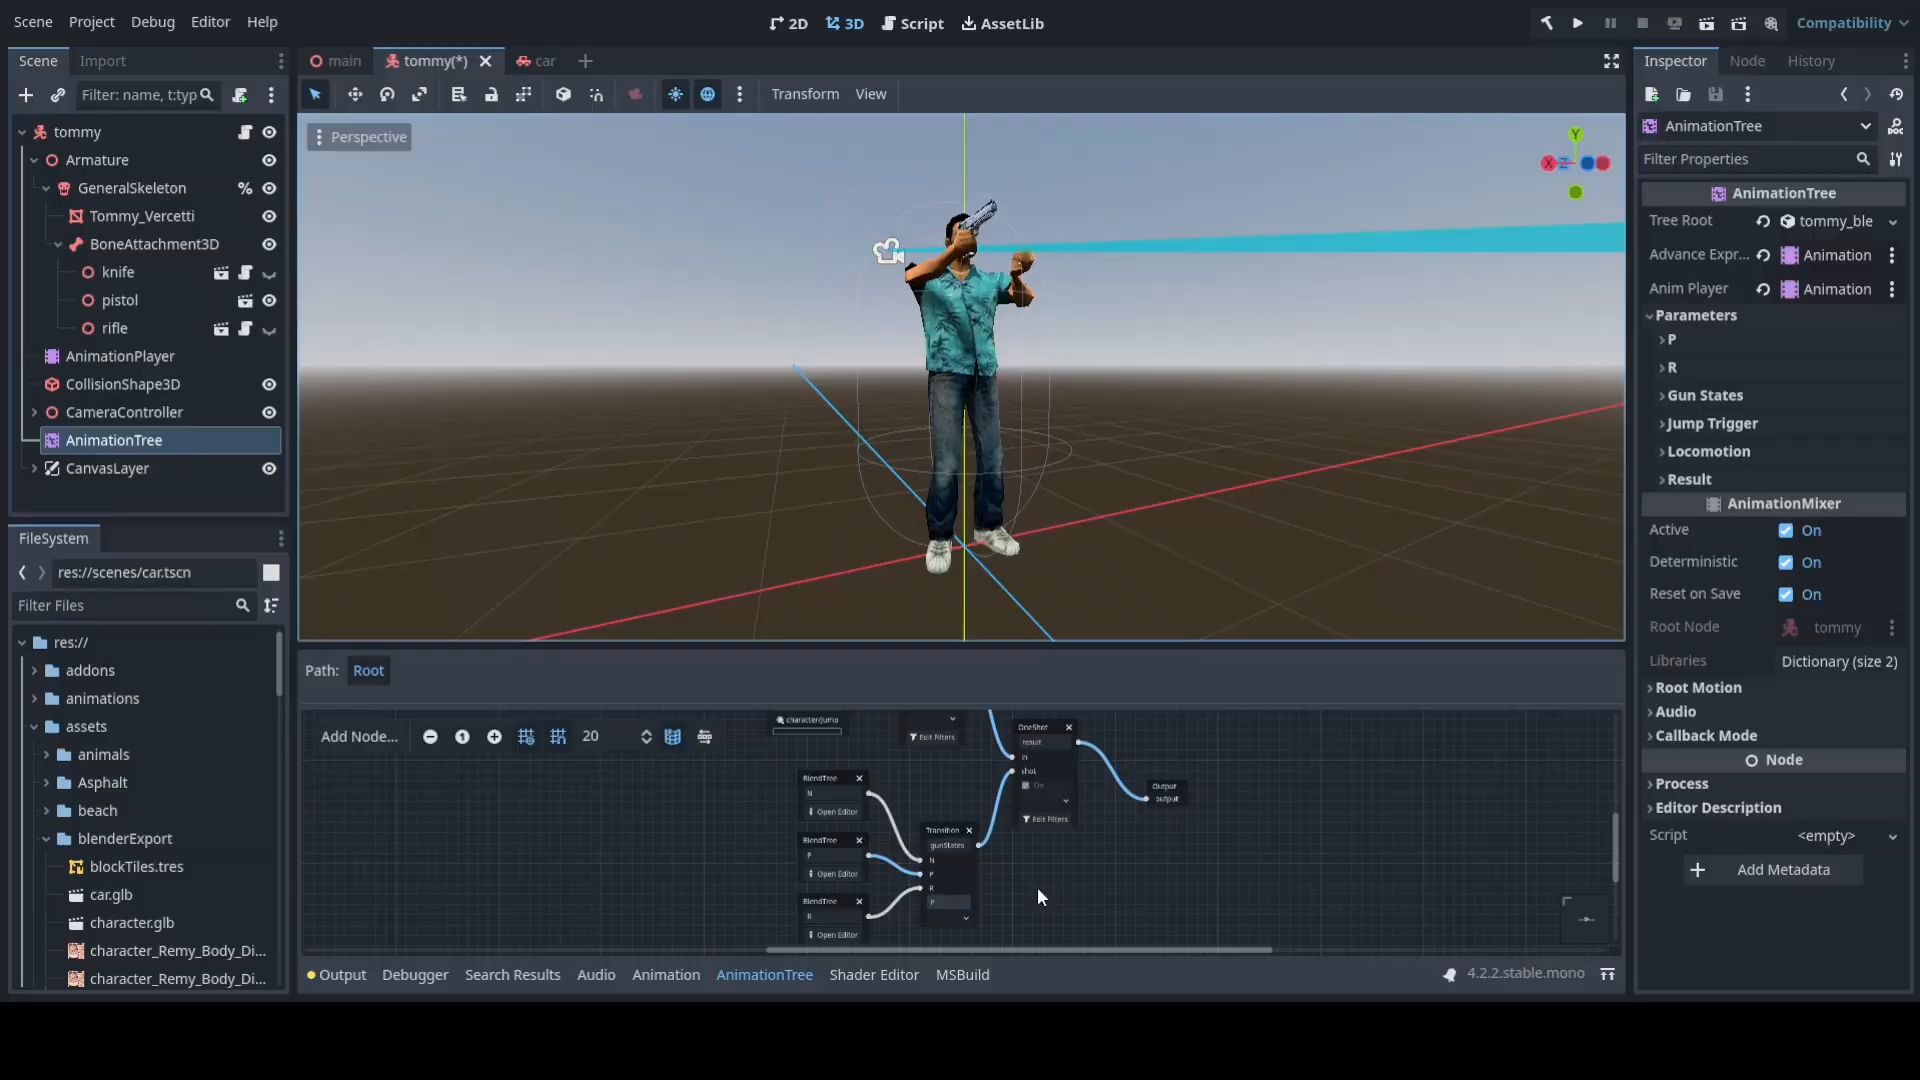 Scene Project Debug Editor Help
2D 3D Script AssetLib
Compatibility
Scene Import
main tommy(*) car
Inspector Node History
Filter: name, t:typ
Transform View
tommy
Armature
GeneralSkeleton
Tommy_Vercetti
BoneAttachment3D
knife
pistol
rifle
AnimationPlayer
CollisionShape3D
CameraController
AnimationTree
CanvasLayer
FileSystem
res://scenes/car.tscn
Filter Files
res://
addons
animations
assets
animals
Asphalt
beach
blenderExport
blockTiles.tres
car.glb
character.glb
character_Remy_Body_Di...
character_Remy_Body_Di...
Perspective
Y
X
Z
Path: Root
Add Node...
20
character/jump
Edit Filters
OneShot
result
in
shot
On
Edit Filters
Output
output
BlendTree
N
Open Editor
BlendTree
P
Open Editor
BlendTree
R
Open Editor
Transition
gunStates
N
P
R
P
Output Debugger Search Results Audio Animation AnimationTree Shader Editor MSBuild
4.2.2.stable.mono
AnimationTree
Filter Properties
AnimationTree
Tree Root tommy_ble
Advance Expr... Animation
Anim Player Animation
Parameters
P
R
Gun States
Jump Trigger
Locomotion
Result
AnimationMixer
Active On
Deterministic On
Reset on Save On
Root Node tommy
Libraries Dictionary (size 2)
Root Motion
Audio
Callback Mode
Node
Process
Editor Description
Script <empty>
Add Metadata